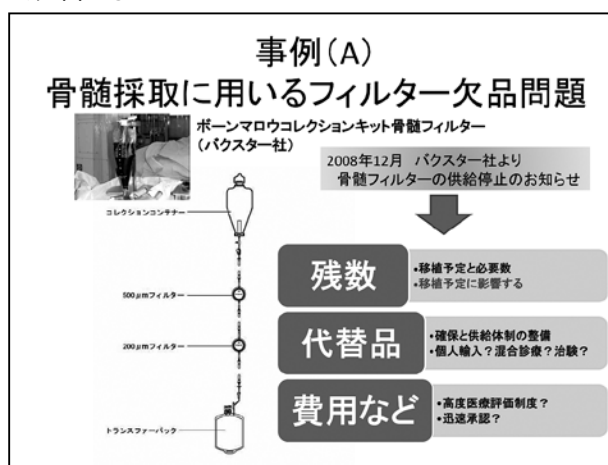 事例(A)
骨髄採取に用いるフィルター欠品問題
ボーンマロウコレクションキット骨髄フィルター
(バクスター社)
2008年12月 バクスター社より
骨髄フィルターの供給停止のお知らせ
コレクションコンテナー
500μmフィルター
200μmフィルター
トランスファーパック
残数
•移植予定と必要数
•移植予定に影響する
代替品
•確保と供給体制の整備
•個人輸入？混合診療？治験？
費用など
•高度医療評価制度？
•迅速承認？